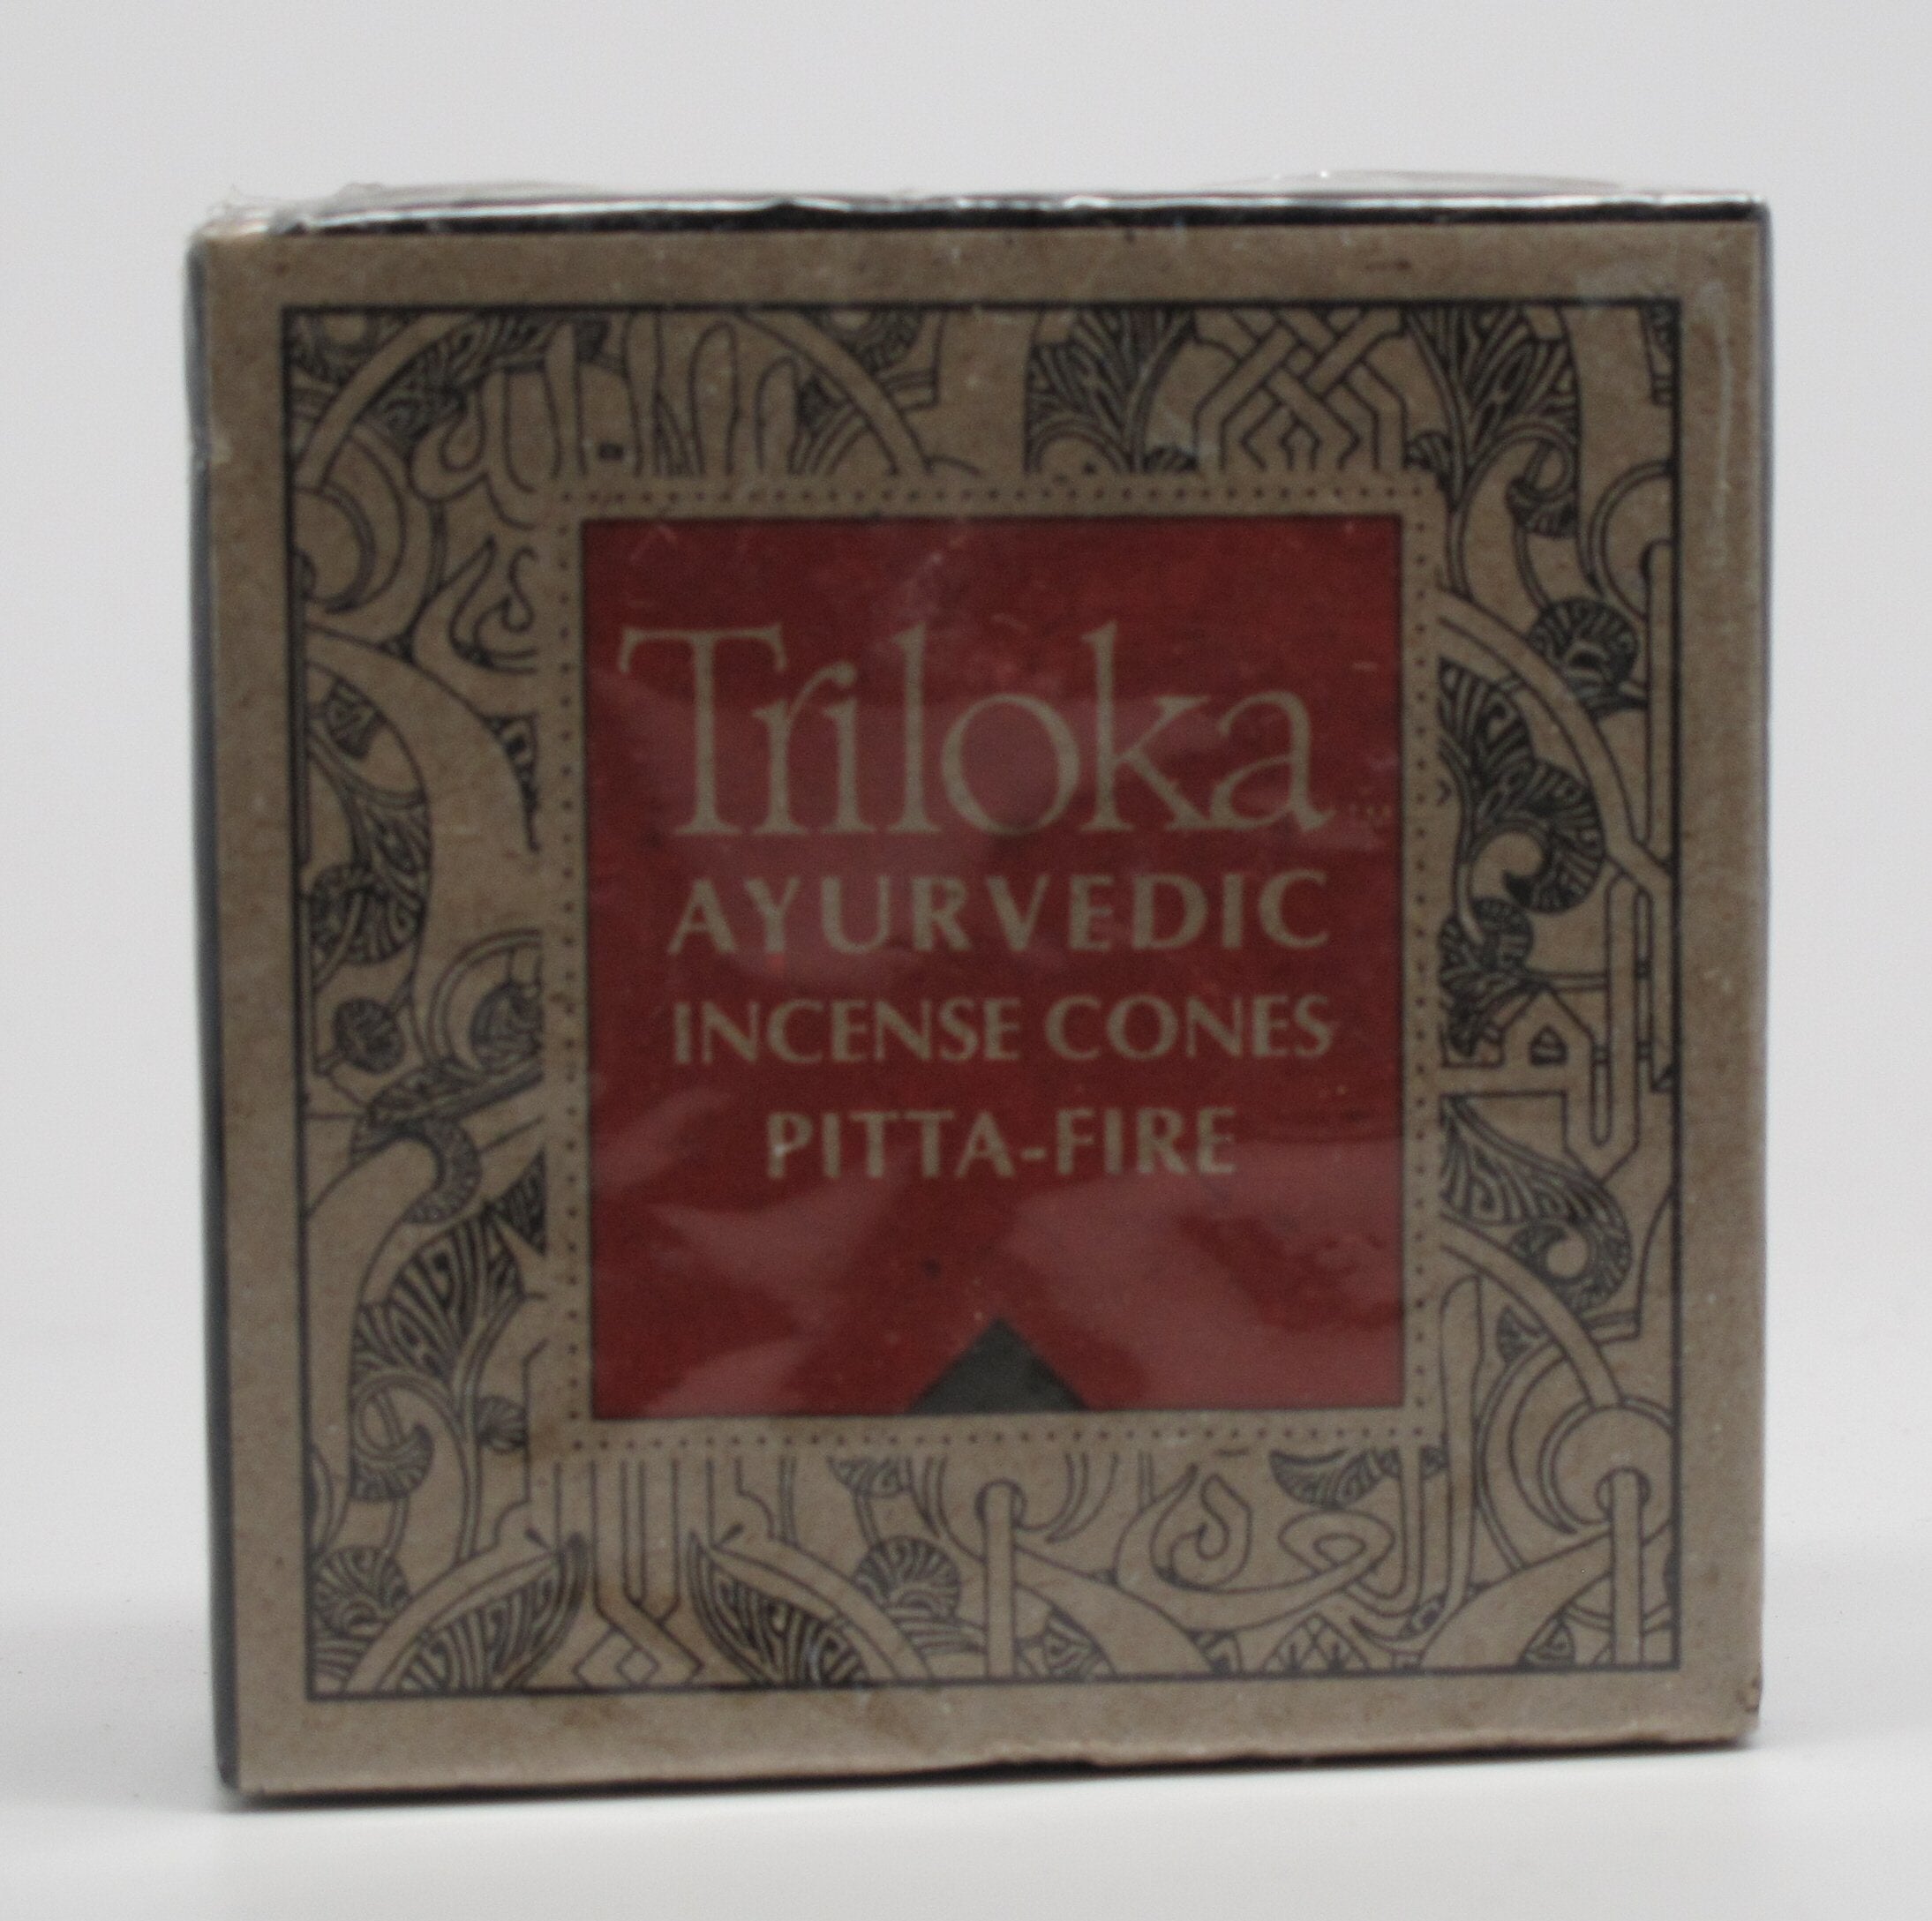 Triloka
AYURVEDIC
INCENSE CONES
PITTA-FIRE